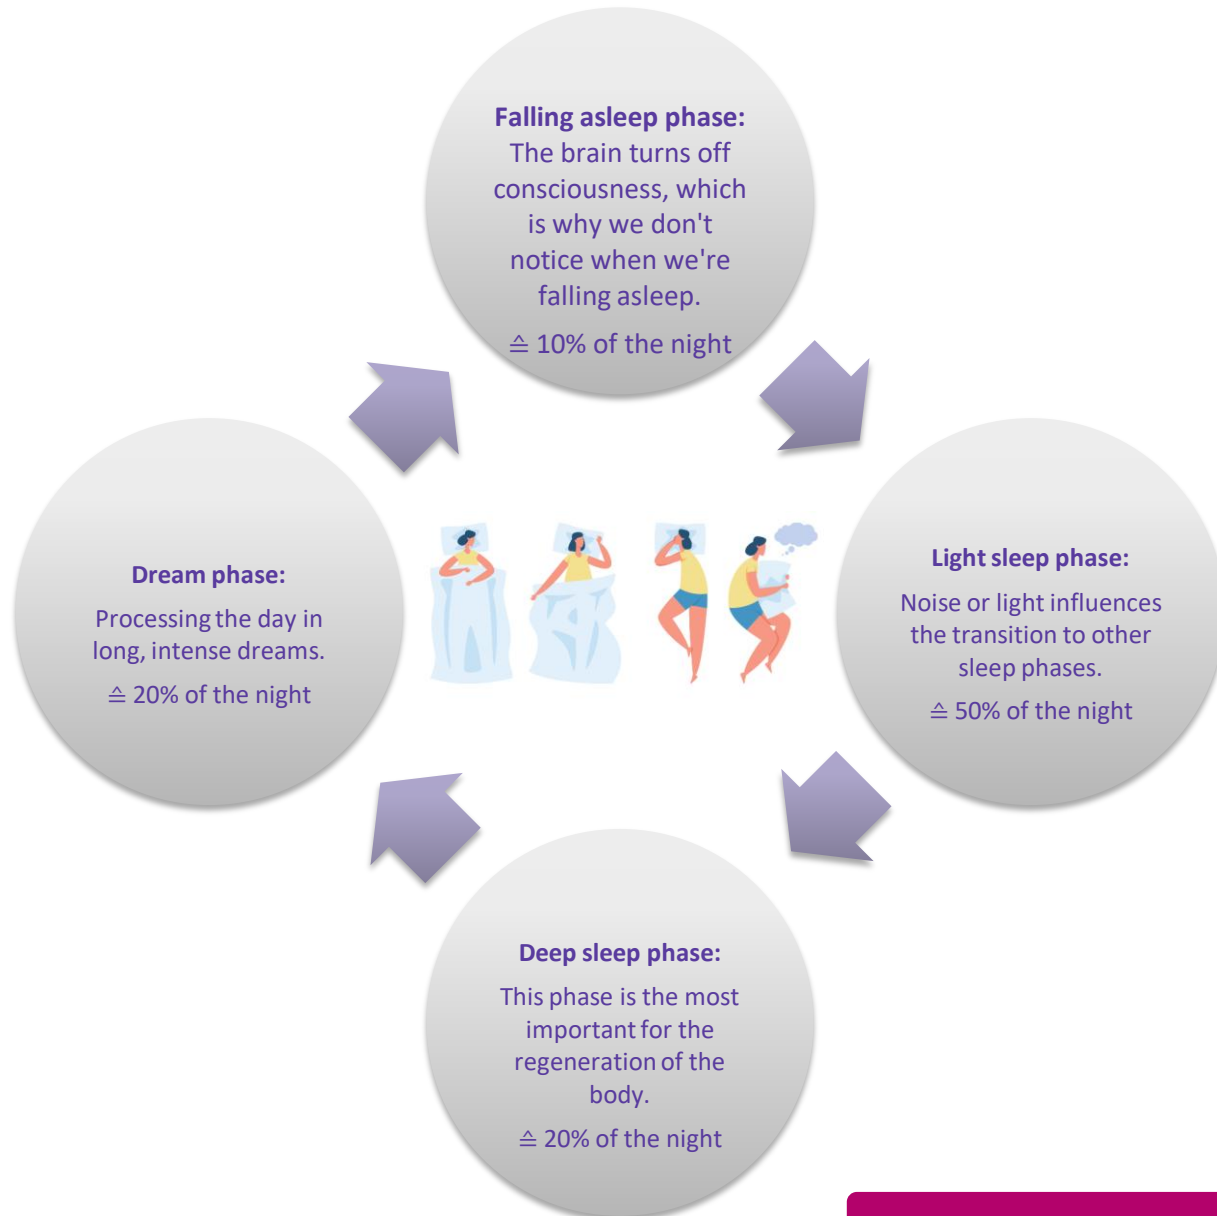 Falling asleep phase:
The brain turns off
consciousness, which
is why we don't
notice when we're
falling asleep.
≙ 10% of the night
Light sleep phase:
Noise or light influences
the transition to other
sleep phases.
≙ 50% of the night
Deep sleep phase:
This phase is the most
important for the
regeneration of the
body.
≙ 20% of the night
Dream phase:
Processing the day in
long, intense dreams.
≙ 20% of the night